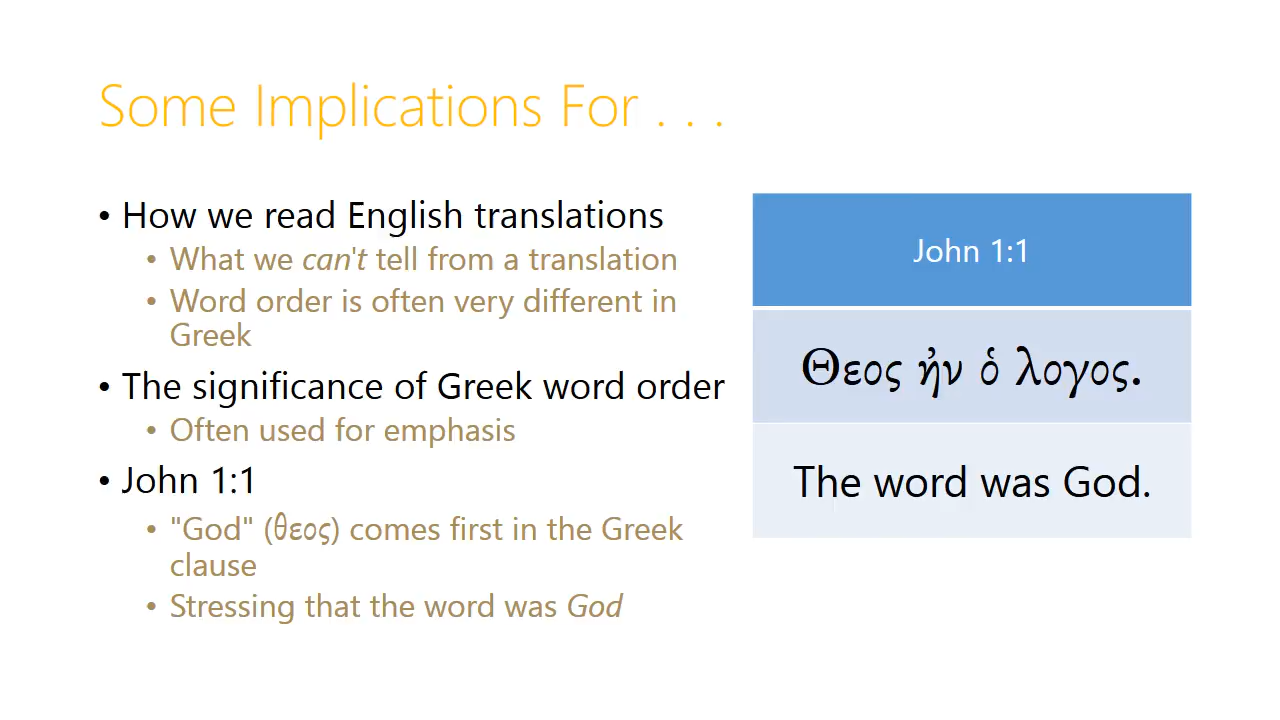 Some Implications For . . .
• How we read English translations
• What we can't tell from a translation
• Word order is often very different in
Greek
• The significance of Greek word order
• Often used for emphasis
• John 1:1
• "God" (θεος) comes first in the Greek
clause
• Stressing that the word was God
John 1:1
Θεος ἠν ὁ λογος.
The word was God.